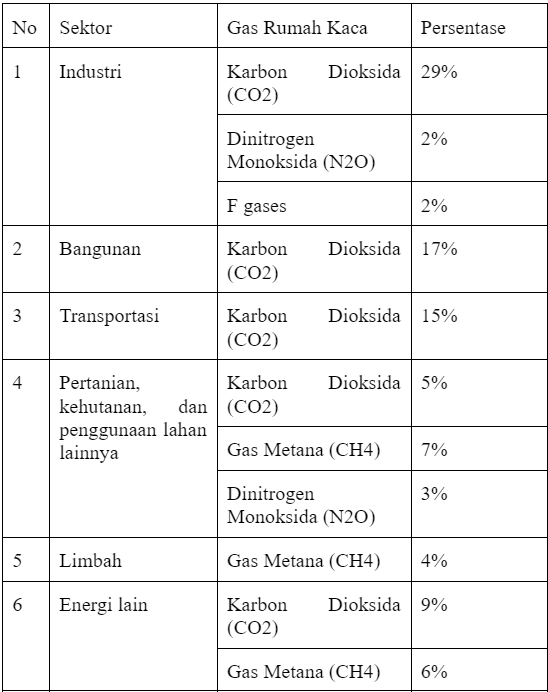 No Sektor Gas Rumah Kaca Persentase
1 Industri Karbon Dioksida 29%
(CO2)
Dinitrogen 2%
Monoksida (N2O)
F gases 2%
2 Bangunan Karbon Dioksida 17%
(CO2)
3 Transportasi Karbon Dioksida 15%
(CO2)
4 Pertanian, Karbon Dioksida 5%
kehutanan, dan (CO2)
penggunaan lahan
lainnya Gas Metana (CH4) 7%
Dinitrogen 3%
Monoksida (N2O)
5 Limbah Gas Metana (CH4) 4%
6 Energi lain Karbon Dioksida 9%
(CO2)
Gas Metana (CH4) 6%